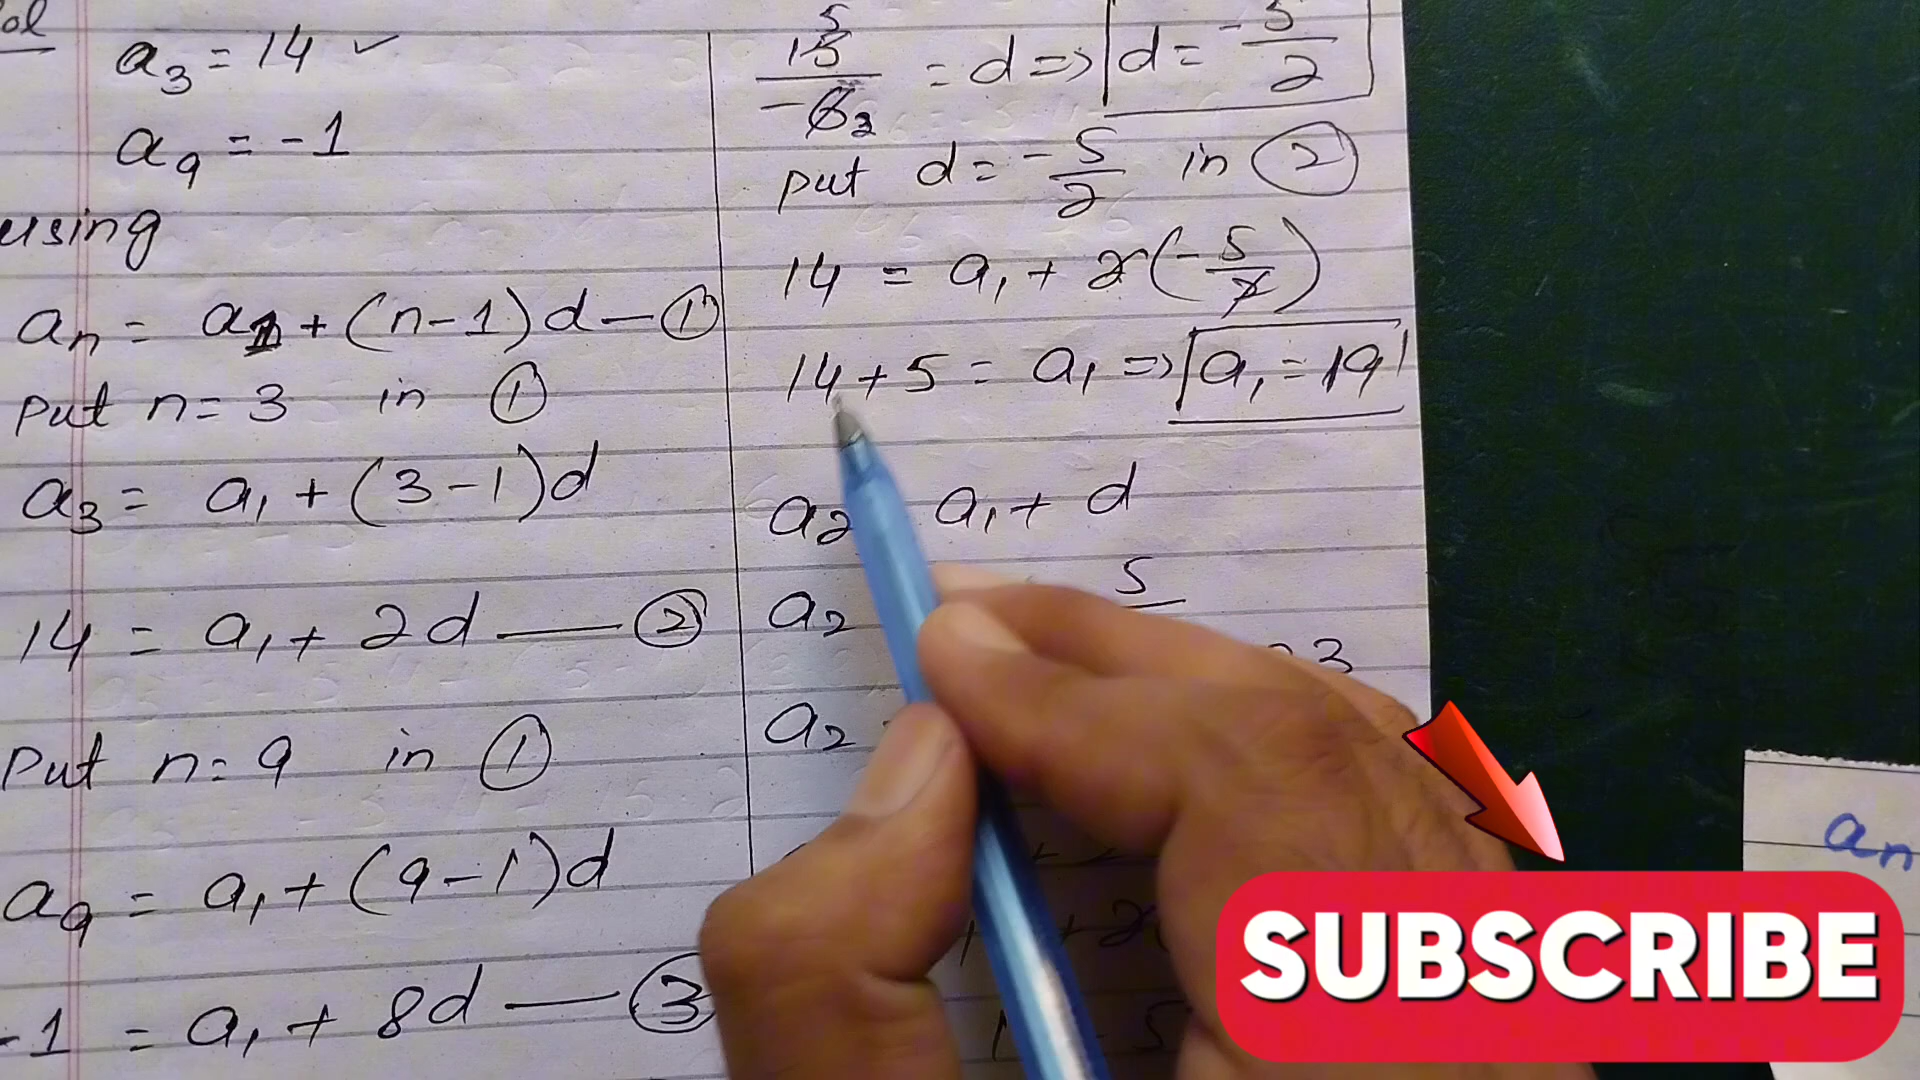 ol
a₃ = 14 ✓
a₉ = -1
using
aₙ = a₁ + (n-1)d — ①
put n = 3 in ①
a₃ = a₁ + (3-1)d
14 = a₁ + 2d — ②
Put n = 9 in ①
a₉ = a₁ + (9-1)d
-1 = a₁ + 8d — ③
15/-6 = d => d = -5/2
put d = -5/2 in ②
14 = a₁ + 2(-5/2)
14 + 5 = a₁ => a₁ = 19
a₂ a₁ + d
a₂ 5
a₂
aₙ
SUBSCRIBE